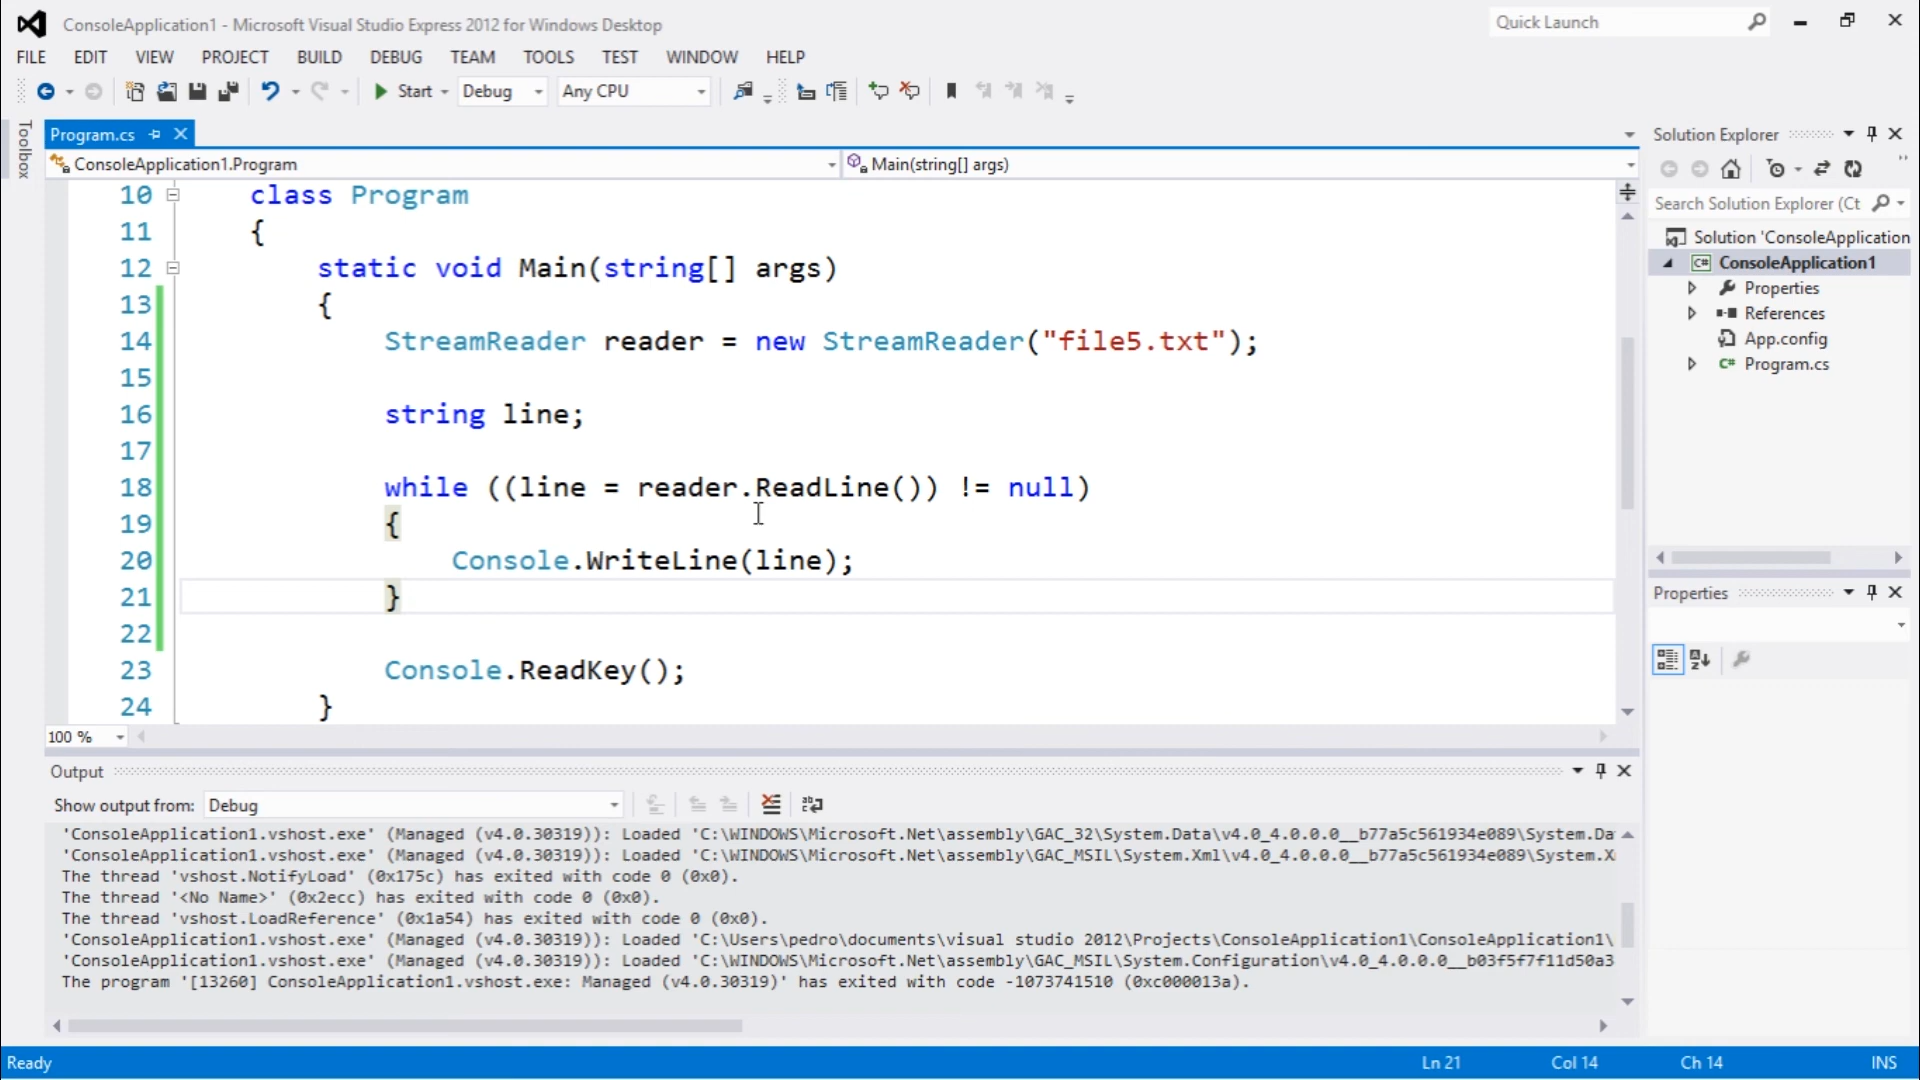 ConsoleApplication1 - Microsoft Visual Studio Express 2012 for Windows Desktop
Quick Launch
FILE EDIT VIEW PROJECT BUILD DEBUG TEAM TOOLS TEST WINDOW HELP
Start Debug Any CPU
Toolbox
Program.cs
ConsoleApplication1.Program
Main(string[] args)
10 class Program
11 {
12 static void Main(string[] args)
13 {
14 StreamReader reader = new StreamReader("file5.txt");
15
16 string line;
17
18 while ((line = reader.ReadLine()) != null)
19 {
20 Console.WriteLine(line);
21 }
22
23 Console.ReadKey();
24 }
100 %
Output
Show output from: Debug
'ConsoleApplication1.vshost.exe' (Managed (v4.0.30319)): Loaded 'C:\WINDOWS\Microsoft.Net\assembly\GAC_32\System.Data\v4.0_4.0.0.0__b77a5c561934e089\System.Da
'ConsoleApplication1.vshost.exe' (Managed (v4.0.30319)): Loaded 'C:\WINDOWS\Microsoft.Net\assembly\GAC_MSIL\System.Xml\v4.0_4.0.0.0__b77a5c561934e089\System.X
The thread 'vshost.NotifyLoad' (0x175c) has exited with code 0 (0x0).
The thread '<No Name>' (0x2ecc) has exited with code 0 (0x0).
The thread 'vshost.LoadReference' (0x1a54) has exited with code 0 (0x0).
'ConsoleApplication1.vshost.exe' (Managed (v4.0.30319)): Loaded 'C:\Users\pedro\documents\visual studio 2012\Projects\ConsoleApplication1\ConsoleApplication1\
'ConsoleApplication1.vshost.exe' (Managed (v4.0.30319)): Loaded 'C:\WINDOWS\Microsoft.Net\assembly\GAC_MSIL\System.Configuration\v4.0_4.0.0.0__b03f5f7f11d50a3
The program '[13260] ConsoleApplication1.vshost.exe: Managed (v4.0.30319)' has exited with code -1073741510 (0xc000013a).
Solution Explorer
Search Solution Explorer (Ct
Solution 'ConsoleApplication
ConsoleApplication1
Properties
References
App.config
Program.cs
Properties
Ready
Ln 21 Col 14 Ch 14 INS